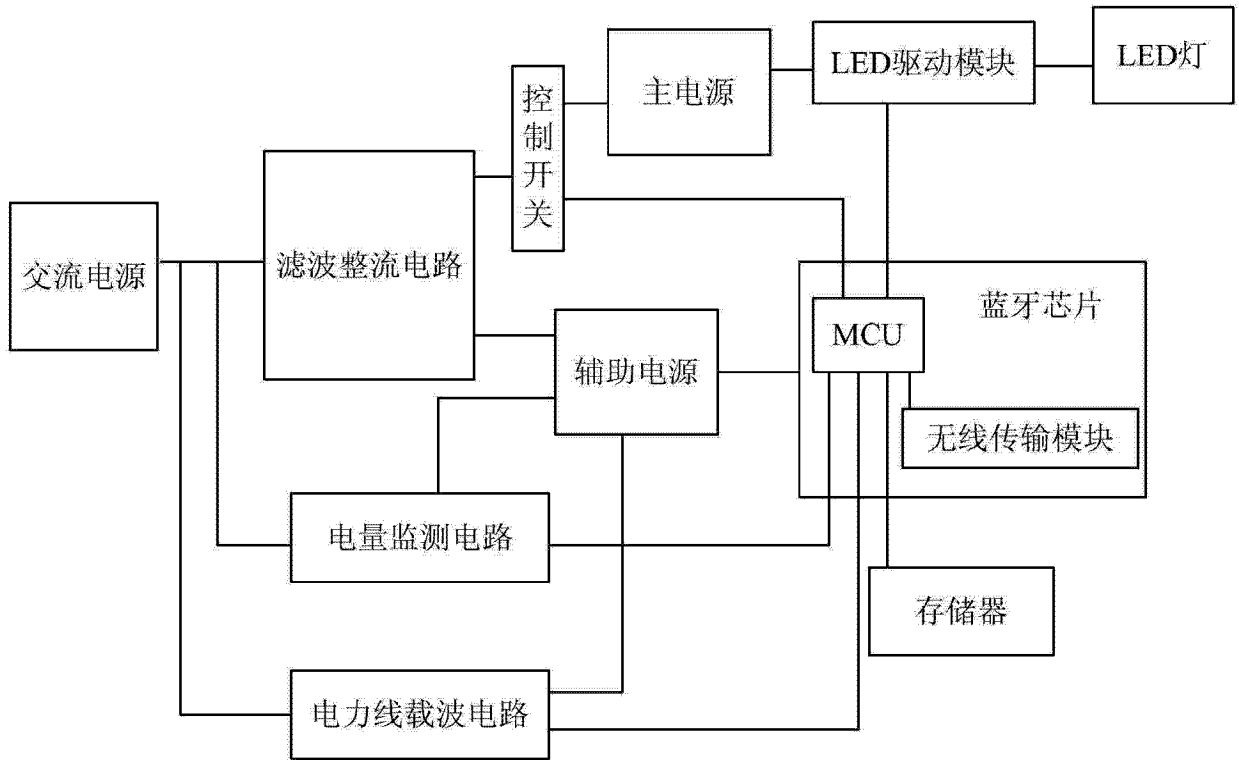 LED灯
LED驱动模块
主电源
控制开关
滤波整流电路
交流电源
蓝牙芯片
MCU
辅助电源
无线传输模块
电量监测电路
存储器
电力线载波电路